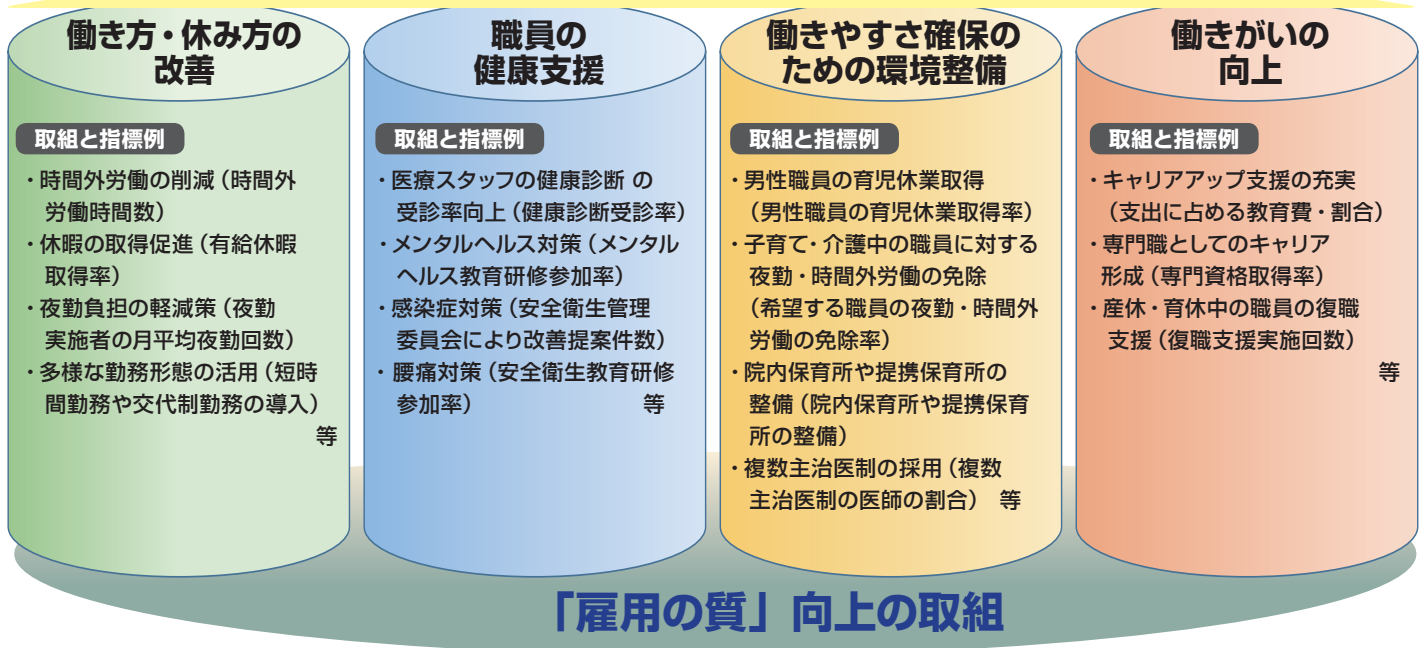 働き方・休み方の
改善
取組と指標例
・時間外労働の削減（時間外
労働時間数）
・休暇の取得促進（有給休暇
取得率）
・夜勤負担の軽減策（夜勤
実施者の月平均夜勤回数）
・多様な勤務形態の活用（短時
間勤務や交代制勤務の導入）
等
職員の
健康支援
取組と指標例
・医療スタッフの健康診断 の
受診率向上（健康診断受診率）
・メンタルヘルス対策（メンタル
ヘルス教育研修参加率）
・感染症対策（安全衛生管理
委員会により改善提案件数）
・腰痛対策（安全衛生教育研修
参加率） 等
働きやすさ確保の
ための環境整備
取組と指標例
・男性職員の育児休業取得
（男性職員の育児休業取得率）
・子育て・介護中の職員に対する
夜勤・時間外労働の免除
（希望する職員の夜勤・時間外
労働の免除率）
・院内保育所や提携保育所の
整備（院内保育所や提携保育
所の整備）
・複数主治医制の採用（複数
主治医制の医師の割合） 等
働きがいの
向上
取組と指標例
・キャリアアップ支援の充実
（支出に占める教育費・割合）
・専門職としてのキャリア
形成（専門資格取得率）
・産休・育休中の職員の復職
支援（復職支援実施回数）
等
「雇用の質」向上の取組